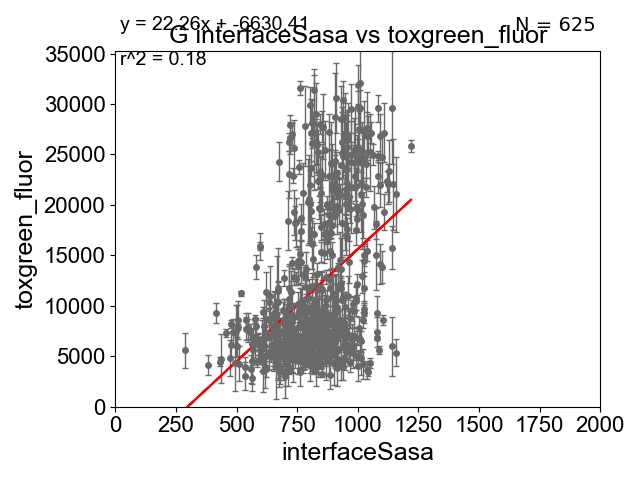 y = 22.26x + -6630.41
N = 625
G interfaceSasa vs toxgreen_fluor
r^2 = 0.18
35000
30000
25000
20000
15000
10000
5000
0
toxgreen_fluor
0 250 500 750 1000 1250 1500 1750 2000
interfaceSasa